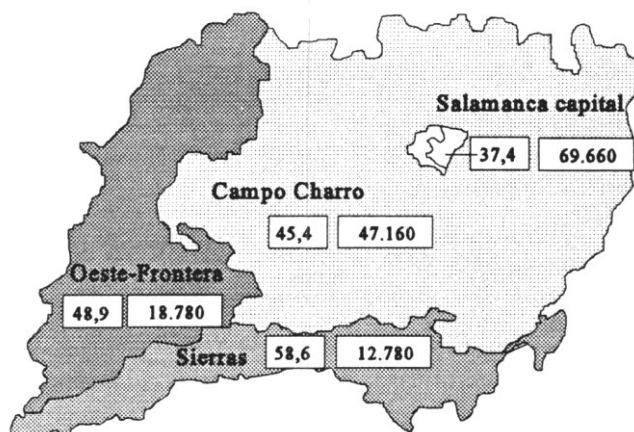 Salamanca capital
37,4 69.660
Campo Charro
45,4 47.160
Oeste-Frontera
48,9 18.780
Sierras 58,6 12.780